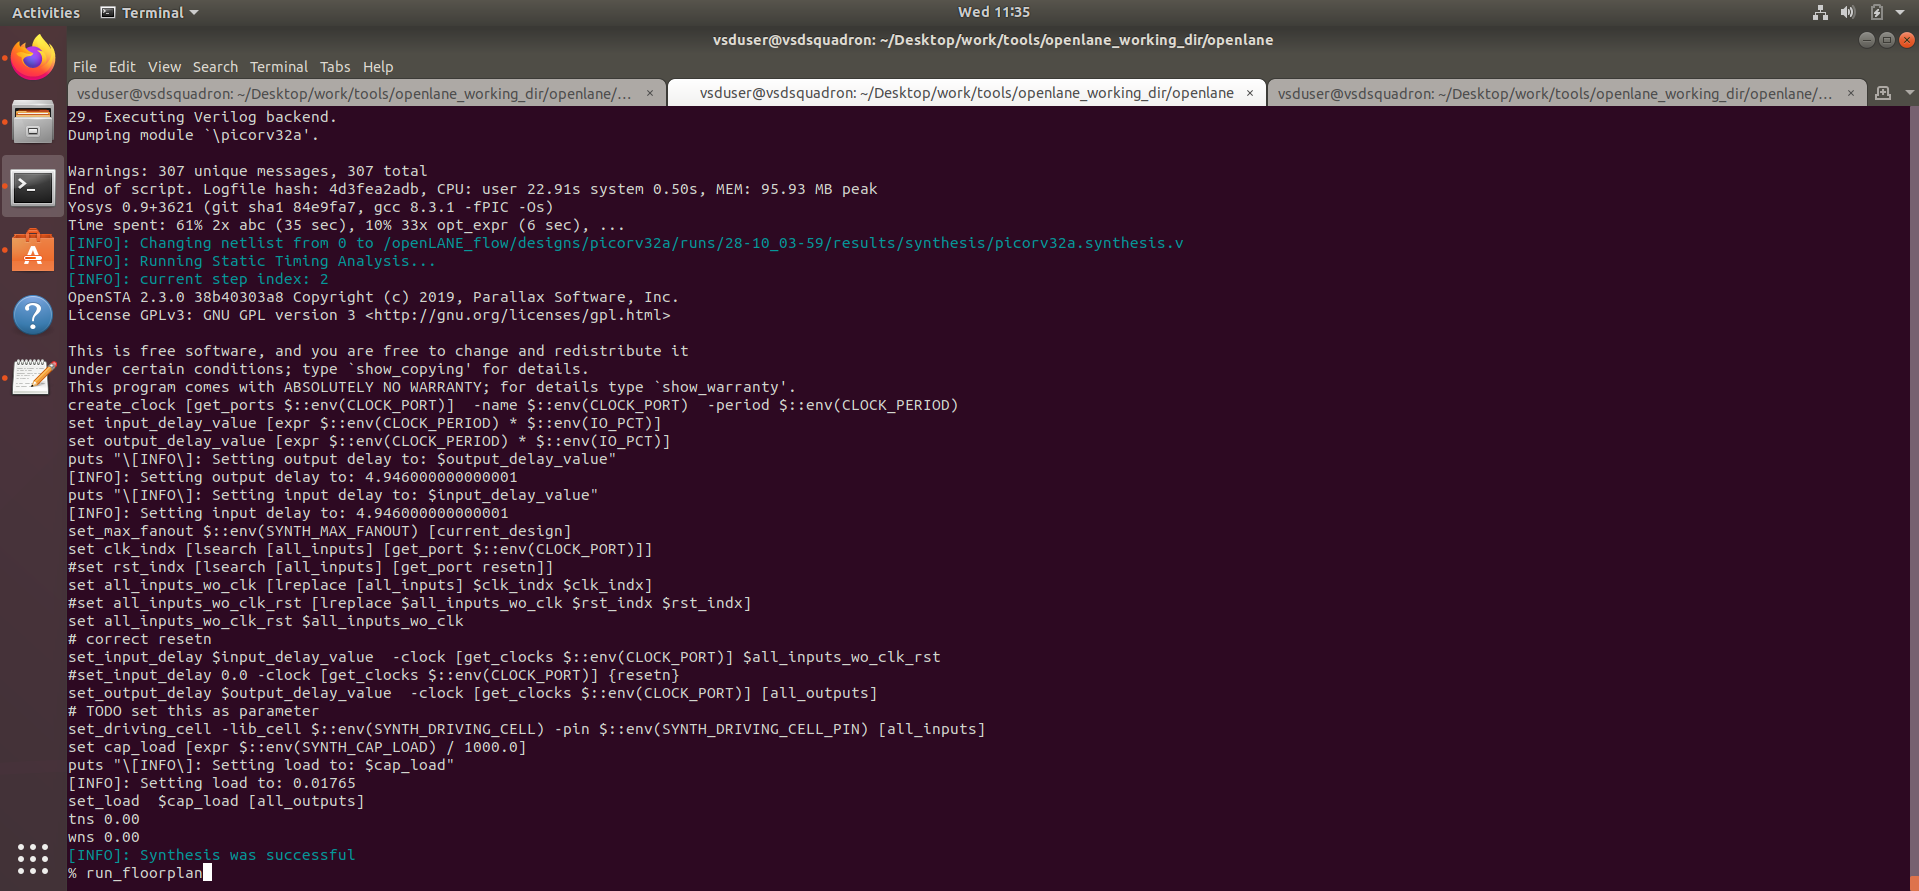 Activities
Terminal
Wed 11:35
vsduser@vsdsquadron: ~/Desktop/work/tools/openlane_working_dir/openlane
File Edit View Search Terminal Tabs Help
vsduser@vsdsquadron: ~/Desktop/work/tools/openlane_working_dir/openlane/... ×
vsduser@vsdsquadron: ~/Desktop/work/tools/openlane_working_dir/openlane ×
vsduser@vsdsquadron: ~/Desktop/work/tools/openlane_working_dir/openlane/... ×
29. Executing Verilog backend.
Dumping module `\picorv32a'.
Warnings: 307 unique messages, 307 total
End of script. Logfile hash: 4d3fea2adb, CPU: user 22.91s system 0.50s, MEM: 95.93 MB peak
Yosys 0.9+3621 (git sha1 84e9fa7, gcc 8.3.1 -fPIC -Os)
Time spent: 61% 2x abc (35 sec), 10% 33x opt_expr (6 sec), ...
[INFO]: Changing netlist from 0 to /openLANE_flow/designs/picorv32a/runs/28-10_03-59/results/synthesis/picorv32a.synthesis.v
[INFO]: Running Static Timing Analysis...
[INFO]: current step index: 2
OpenSTA 2.3.0 38b40303a8 Copyright (c) 2019, Parallax Software, Inc.
License GPLv3: GNU GPL version 3 <http://gnu.org/licenses/gpl.html>
This is free software, and you are free to change and redistribute it
under certain conditions; type `show_copying' for details.
This program comes with ABSOLUTELY NO WARRANTY; for details type `show_warranty'.
create_clock [get_ports $::env(CLOCK_PORT)]  -name $::env(CLOCK_PORT)  -period $::env(CLOCK_PERIOD)
set input_delay_value [expr $::env(CLOCK_PERIOD) * $::env(IO_PCT)]
set output_delay_value [expr $::env(CLOCK_PERIOD) * $::env(IO_PCT)]
puts "\[INFO\]: Setting output delay to: $output_delay_value"
[INFO]: Setting output delay to: 4.946000000000001
puts "\[INFO\]: Setting input delay to: $input_delay_value"
[INFO]: Setting input delay to: 4.946000000000001
set_max_fanout $::env(SYNTH_MAX_FANOUT) [current_design]
set clk_indx [lsearch [all_inputs] [get_port $::env(CLOCK_PORT)]]
#set rst_indx [lsearch [all_inputs] [get_port resetn]]
set all_inputs_wo_clk [lreplace [all_inputs] $clk_indx $clk_indx]
#set all_inputs_wo_clk_rst [lreplace $all_inputs_wo_clk $rst_indx $rst_indx]
set all_inputs_wo_clk_rst $all_inputs_wo_clk
# correct resetn
set_input_delay $input_delay_value  -clock [get_clocks $::env(CLOCK_PORT)] $all_inputs_wo_clk_rst
#set_input_delay 0.0 -clock [get_clocks $::env(CLOCK_PORT)] {resetn}
set_output_delay $output_delay_value  -clock [get_clocks $::env(CLOCK_PORT)] [all_outputs]
# TODO set this as parameter
set_driving_cell -lib_cell $::env(SYNTH_DRIVING_CELL) -pin $::env(SYNTH_DRIVING_CELL_PIN) [all_inputs]
set cap_load [expr $::env(SYNTH_CAP_LOAD) / 1000.0]
puts "\[INFO\]: Setting load to: $cap_load"
[INFO]: Setting load to: 0.01765
set_load  $cap_load [all_outputs]
tns 0.00
wns 0.00
[INFO]: Synthesis was successful
% run_floorplan